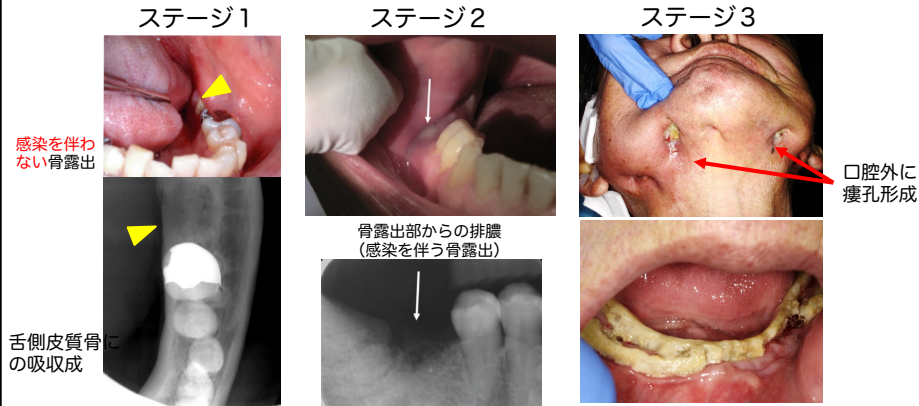 ステージ１
ステージ２
ステージ３
感染を伴わ
ない骨露出
骨露出部からの排膿
（感染を伴う骨露出）
口腔外に
瘻孔形成
舌側皮質骨に
の吸収成